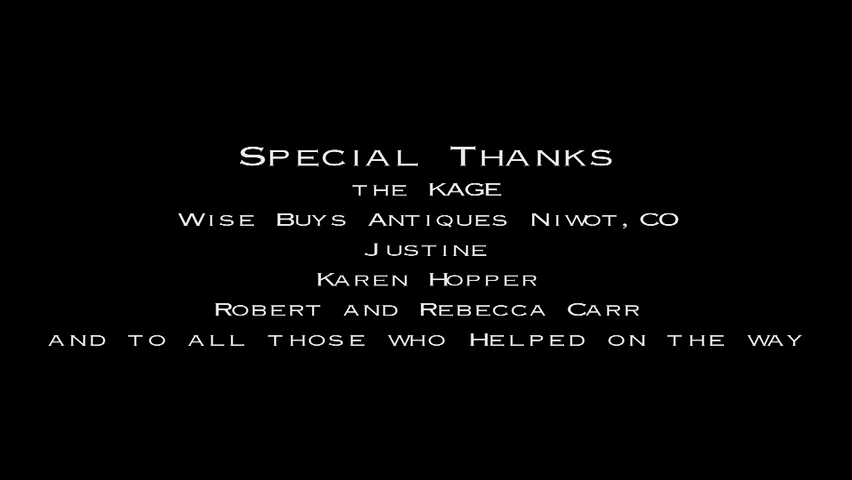 Special Thanks
the KAGE
Wise Buys Antiques Niwot, CO
Justine
Karen Hopper
Robert and Rebecca Carr
and to all those who Helped on the way